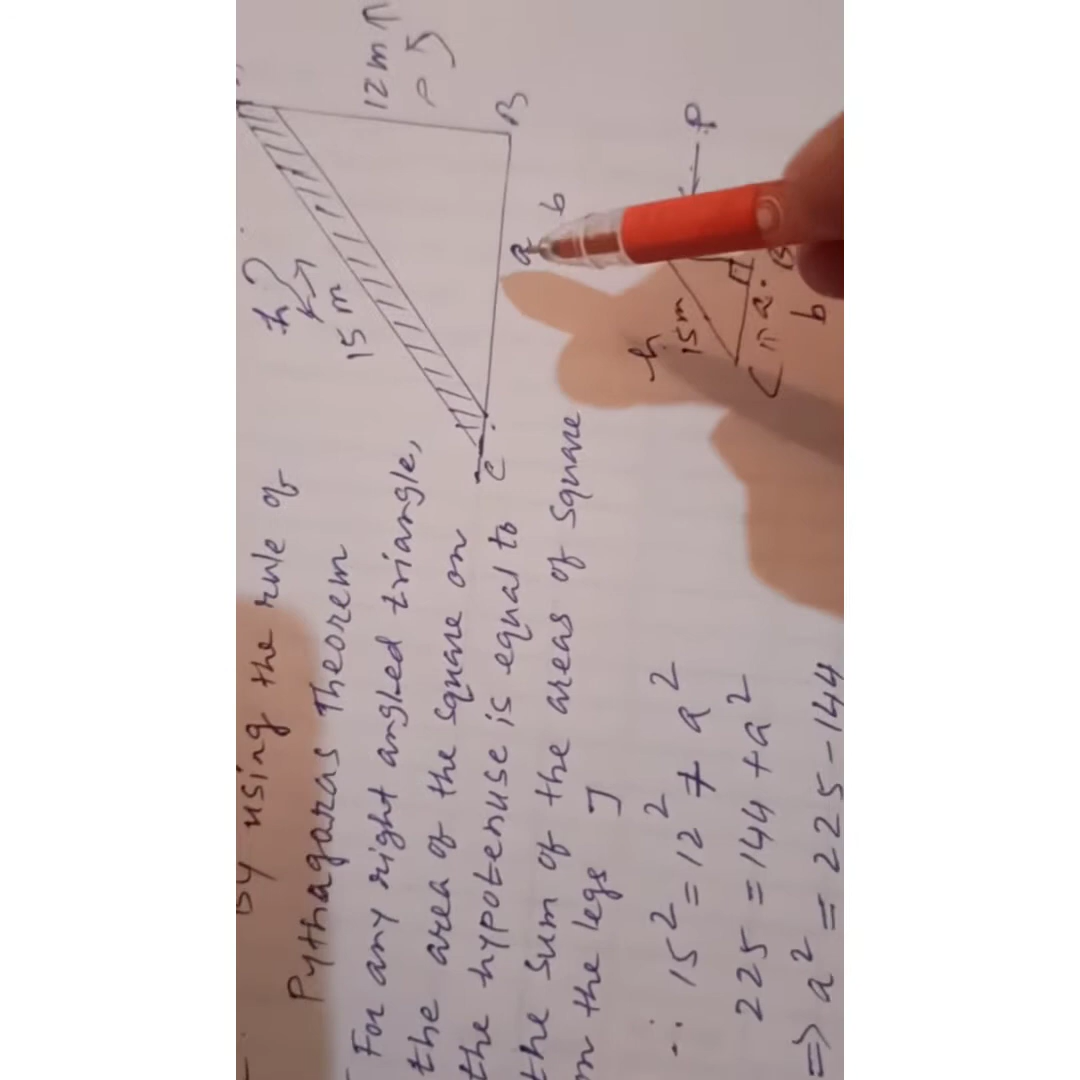 By using the rule of
Pythagoras Theorem
For any right angled triangle,
the area of the square on
the hypotenuse is equal to
the sum of the areas of square
on the legs ]
∴ 15² = 12² + a²
225 = 144 + a²
=> a² = 225 - 144
h
15 m
12 m
P
B
C
a
b
h
15 m
P
C
a
B
b